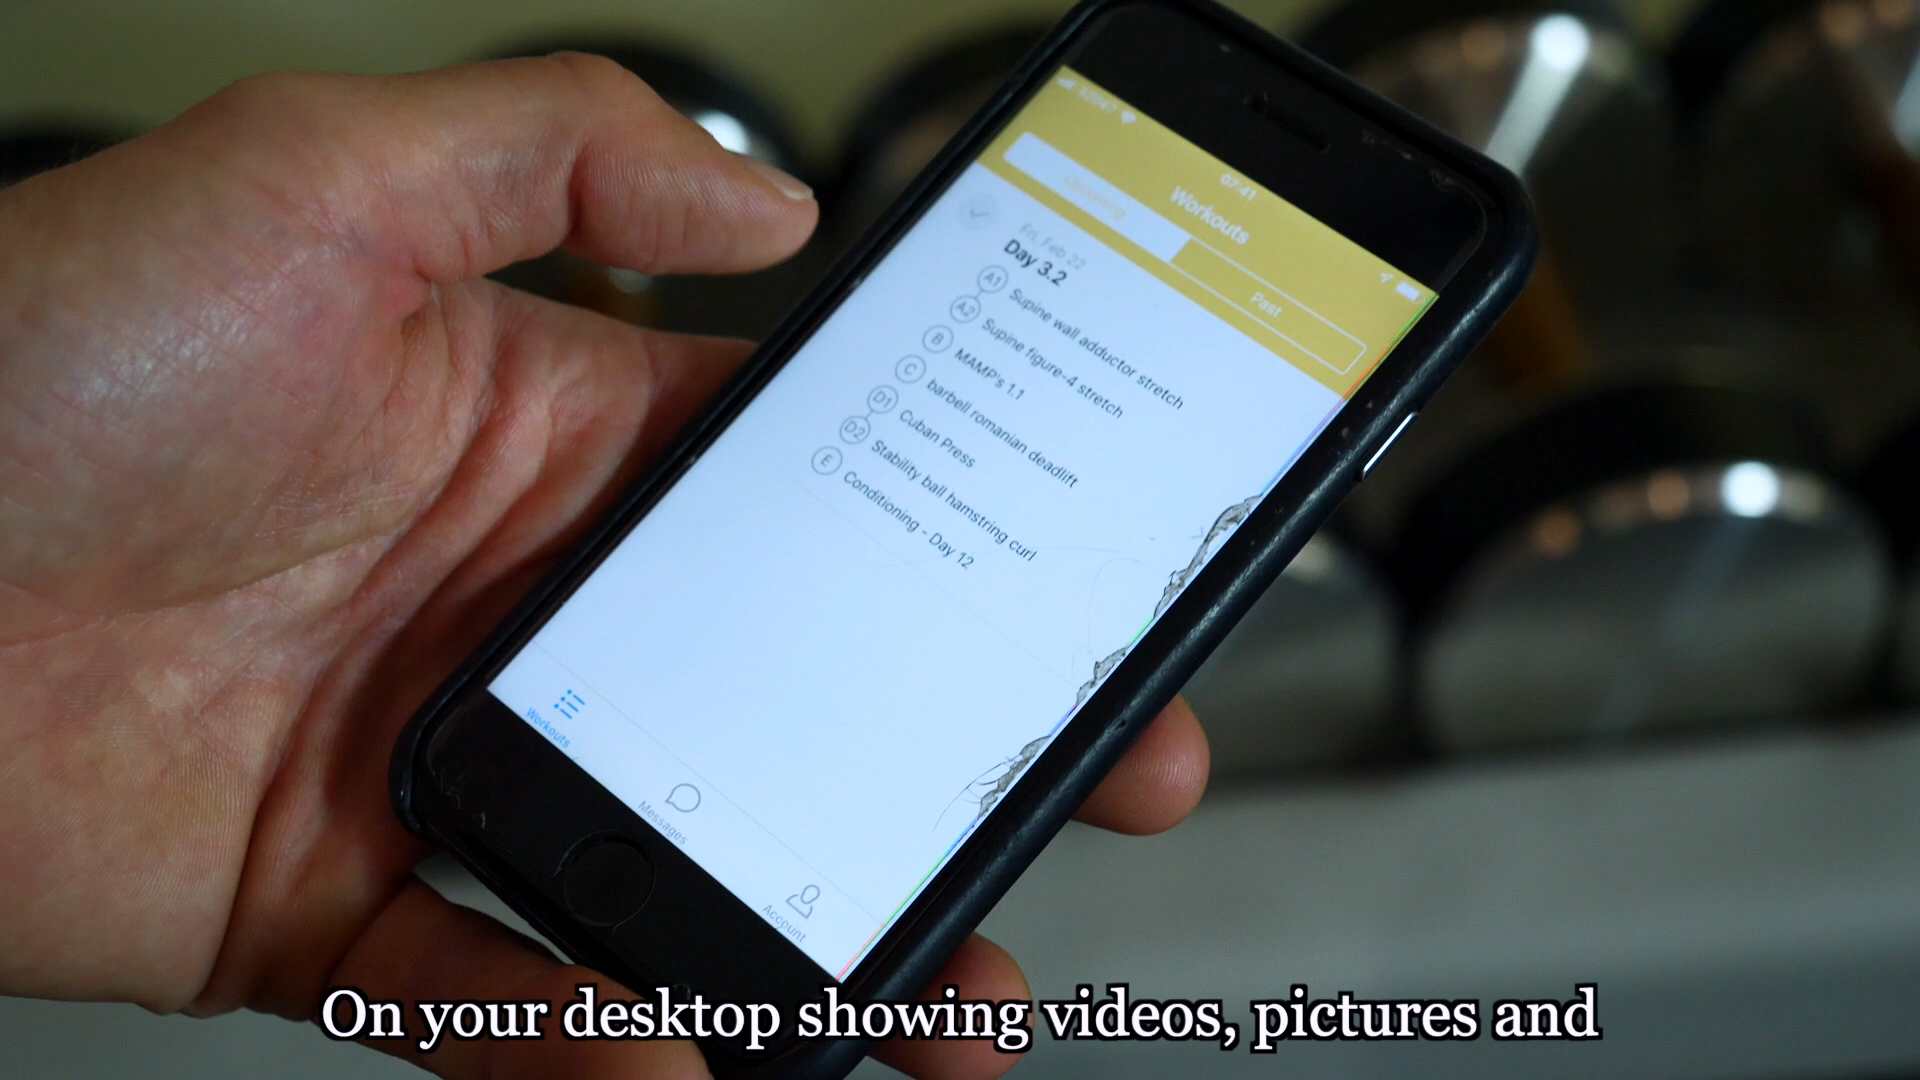 07:41
Workouts
Upcoming
Past
Fri, Feb 22
Day 3.2
A1 Supine wall adductor stretch
A2 Supine figure-4 stretch
B MAMP's 1.1
C barbell romanian deadlift
D1 Cuban Press
D2 Stability ball hamstring curl
E Conditioning - Day 12
Workouts
Messages
Account
On your desktop showing videos, pictures and